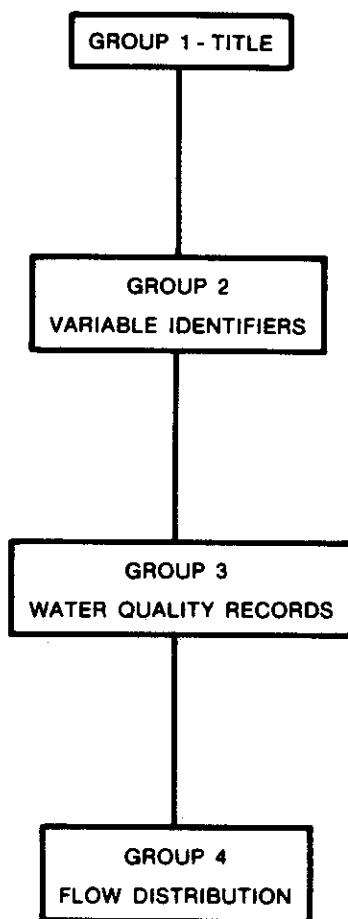 GROUP 1 - TITLE
GROUP 2
VARIABLE IDENTIFIERS
GROUP 3
WATER QUALITY RECORDS
GROUP 4
FLOW DISTRIBUTION